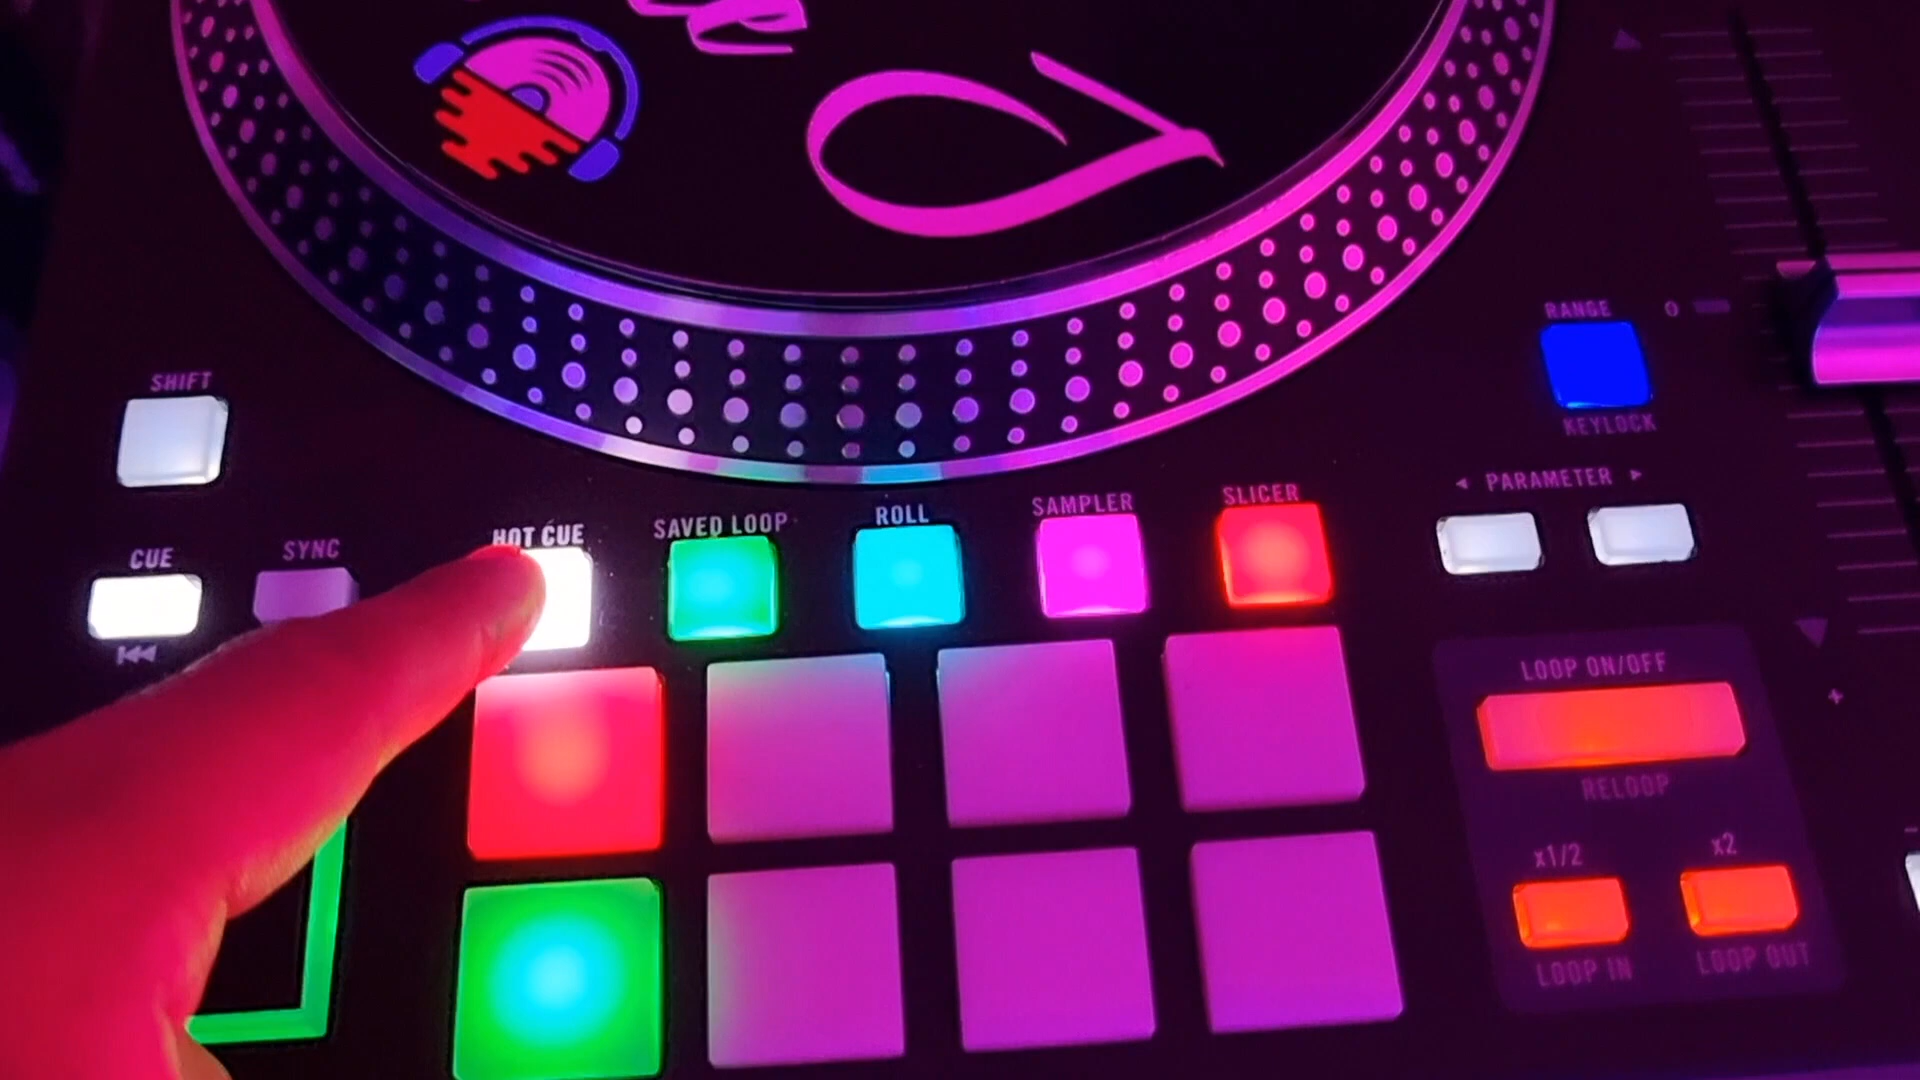 RANGE
0
KEYLOCK
SHIFT
PARAMETER
SLICER
SAMPLER
ROLL
SAVED LOOP
HOT CUE
SYNC
CUE
LOOP ON/OFF
RELOOP
x1/2
x2
LOOP IN
LOOP OUT
+